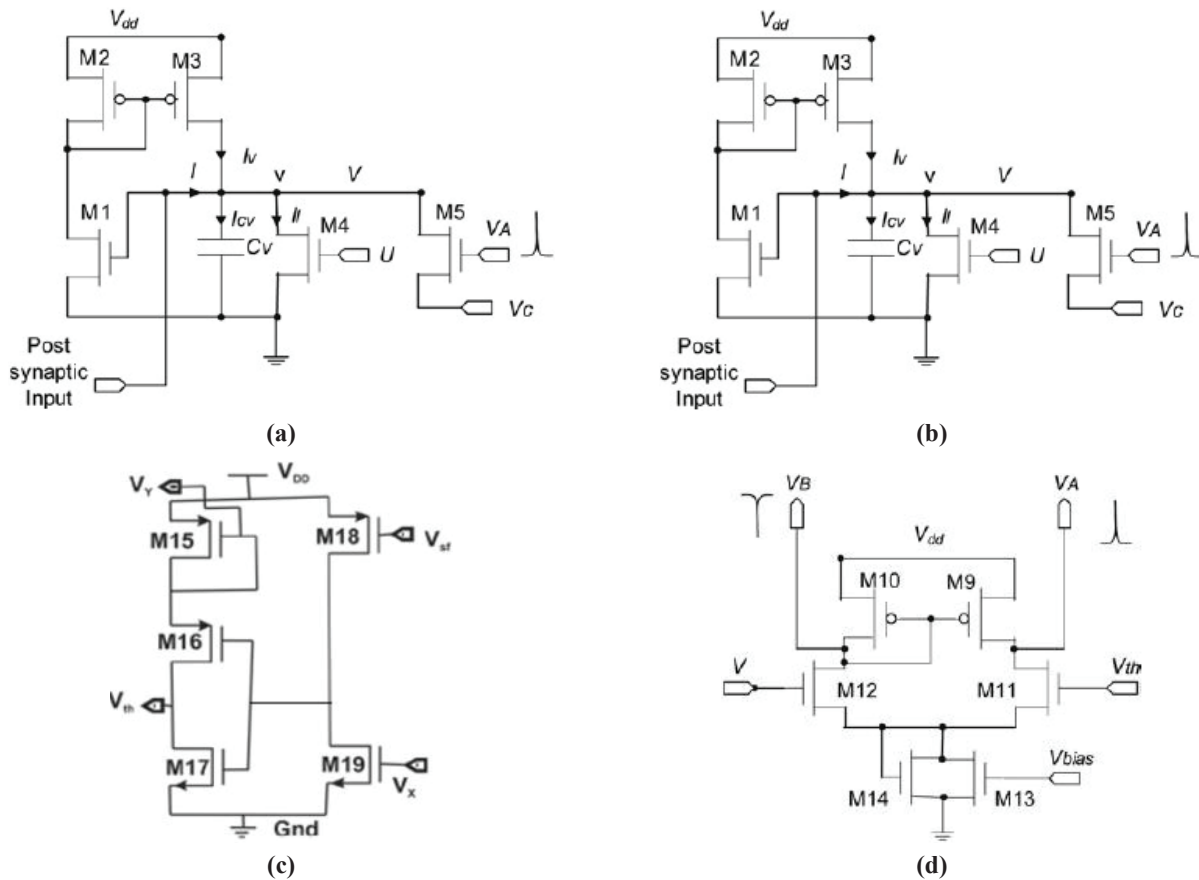 Vdd
M2
M3
I
Iv
v
V
M1
Icv
Il
M4
M5
VA
Cv
U
Vc
Post
synaptic
Input
(a)
Vdd
M2
M3
I
Iv
v
V
M1
Icv
Il
M4
M5
VA
Cv
U
Vc
Post
synaptic
Input
(b)
VY
VDD
M15
M18
Vsf
M16
Vth
M17
M19
VX
Gnd
(c)
VB
VA
Vdd
M10
M9
V
M12
M11
Vth
Vbias
M14
M13
(d)